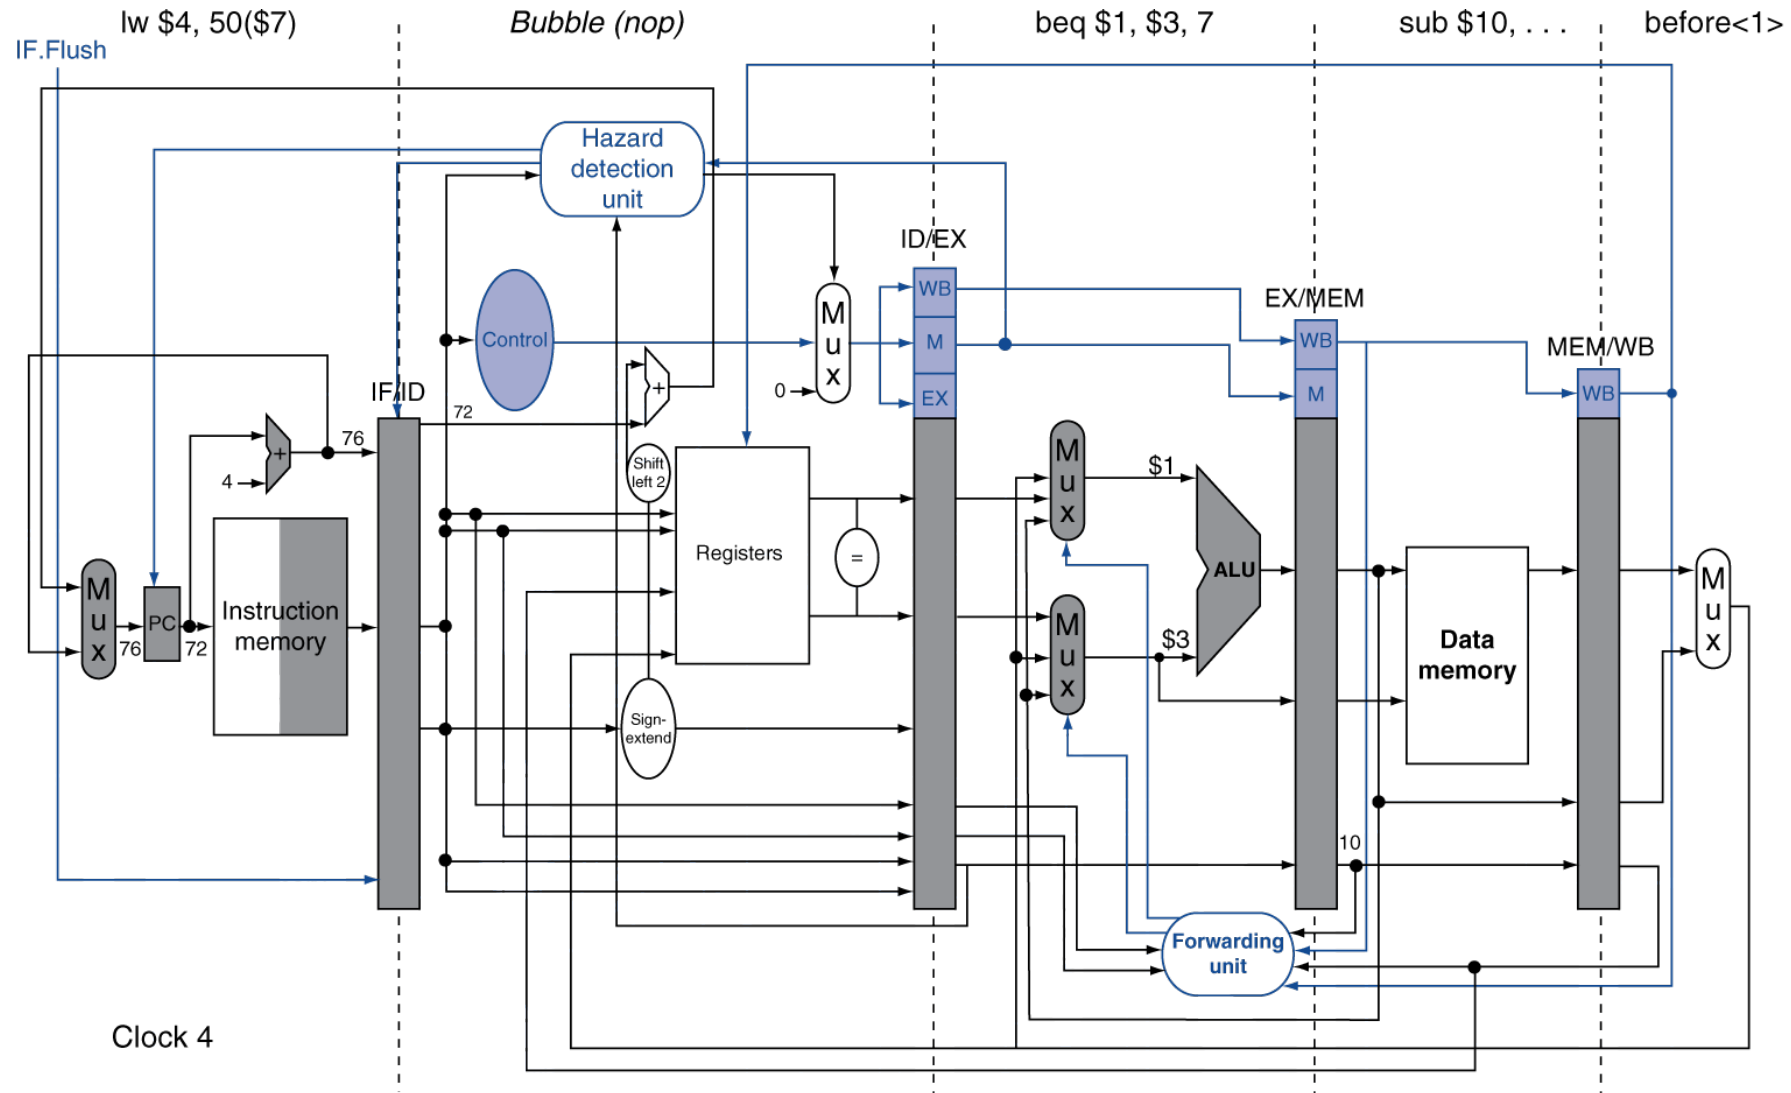 lw $4, 50($7)
Bubble (nop)
beq $1, $3, 7
sub $10, . . .
before<1>
IF.Flush
Hazard
detection
unit
ID/EX
WB
M
EX
Control
M
u
x
0
EX/MEM
WB
M
MEM/WB
WB
IF/ID
72
+
76
+
4
Shift
left 2
Registers
=
M
u
x
$1
ALU
M
u
x
$3
M
u
x
76
PC
72
Instruction
memory
Data
memory
M
u
x
Sign-
extend
10
Forwarding
unit
Clock 4